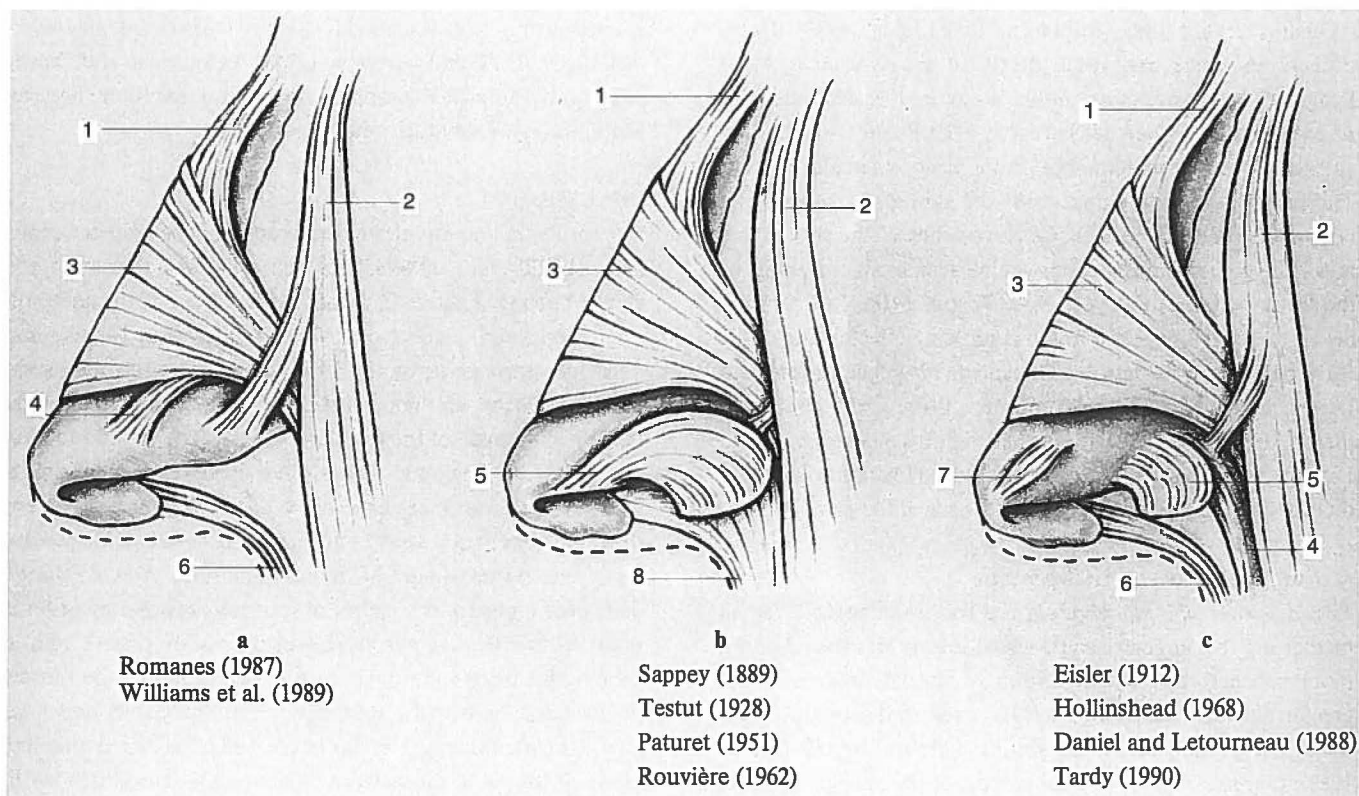 1
2
3
4
6
a
Romanes (1987)
Williams et al. (1989)
1
2
3
5
8
b
Sappey (1889)
Testut (1928)
Paturet (1951)
Rouvière (1962)
1
2
3
7
5
4
6
c
Eisler (1912)
Hollinshead (1968)
Daniel and Letourneau (1988)
Tardy (1990)